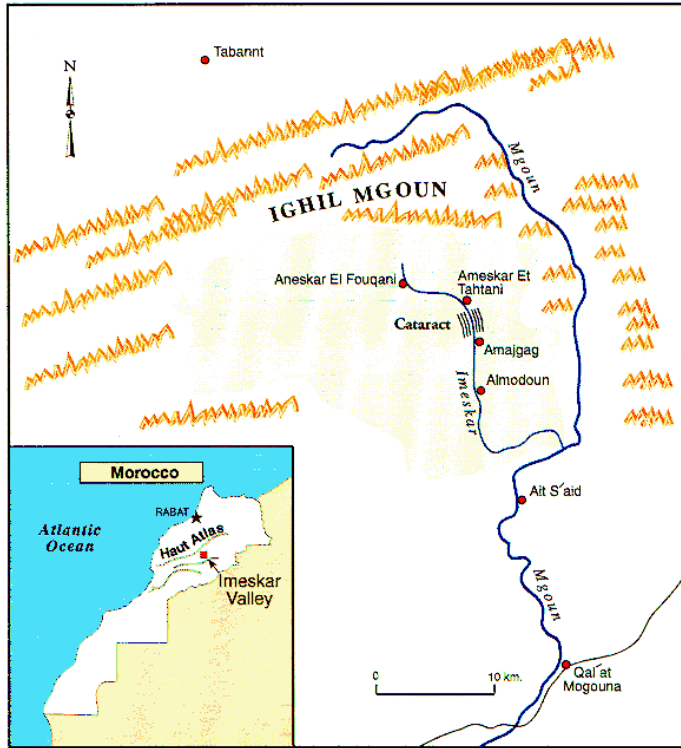 Tabannt
N
Mgoun
IGHIL MGOUN
Aneskar El Fouqani
Ameskar Et
Tahtani
Cataract
Amajgag
Imeskar
Almodoun
Ait S´aid
Mgoun
Qal´at
Mogouna
0 10 km.
Morocco
RABAT
Atlantic
Ocean
Haut Atlas
Imeskar
Valley